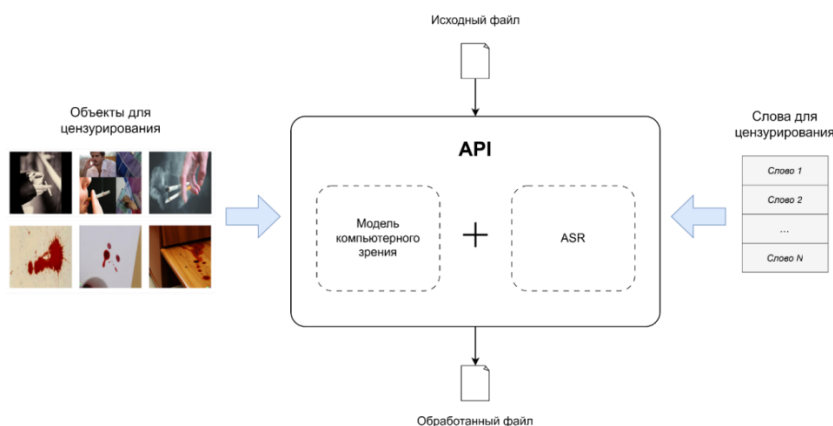 Исходный файл
Объекты для
цензурирования
Слова для
цензурирования
API
Слово 1
Слово 2
...
Слово N
Модель
компьютерного
зрения
+
ASR
Обработанный файл